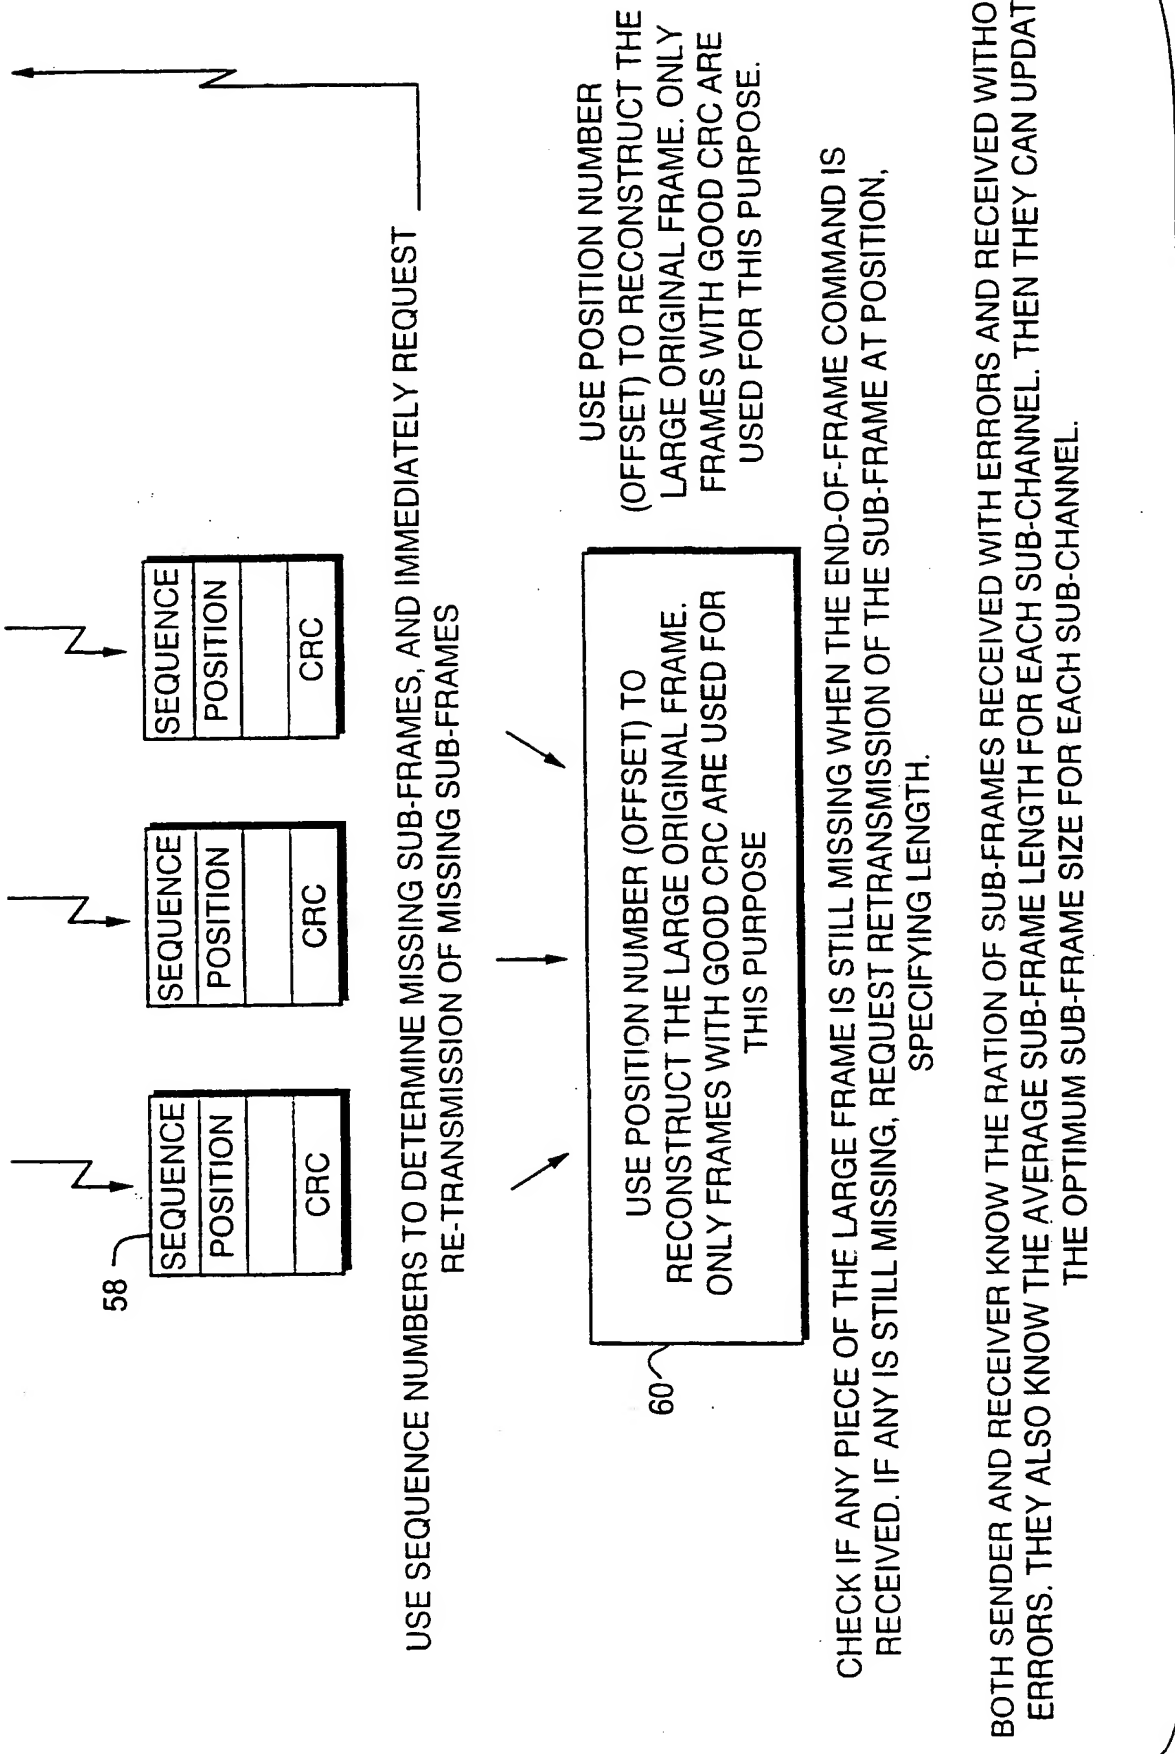 58
SEQUENCE
POSITION
CRC
SEQUENCE
POSITION
CRC
SEQUENCE
POSITION
CRC
USE SEQUENCE NUMBERS TO DETERMINE MISSING SUB-FRAMES, AND IMMEDIATELY REQUEST
RE-TRANSMISSION OF MISSING SUB-FRAMES
60
USE POSITION NUMBER (OFFSET) TO
RECONSTRUCT THE LARGE ORIGINAL FRAME.
ONLY FRAMES WITH GOOD CRC ARE USED FOR
THIS PURPOSE
USE POSITION NUMBER
(OFFSET) TO RECONSTRUCT THE
LARGE ORIGINAL FRAME. ONLY
FRAMES WITH GOOD CRC ARE
USED FOR THIS PURPOSE.
CHECK IF ANY PIECE OF THE LARGE FRAME IS STILL MISSING WHEN THE END-OF-FRAME COMMAND IS
RECEIVED. IF ANY IS STILL MISSING, REQUEST RETRANSMISSION OF THE SUB-FRAME AT POSITION,
SPECIFYING LENGTH.
BOTH SENDER AND RECEIVER KNOW THE RATION OF SUB-FRAMES RECEIVED WITH ERRORS AND RECEIVED WITHO
ERRORS. THEY ALSO KNOW THE AVERAGE SUB-FRAME LENGTH FOR EACH SUB-CHANNEL. THEN THEY CAN UPDAT
THE OPTIMUM SUB-FRAME SIZE FOR EACH SUB-CHANNEL.